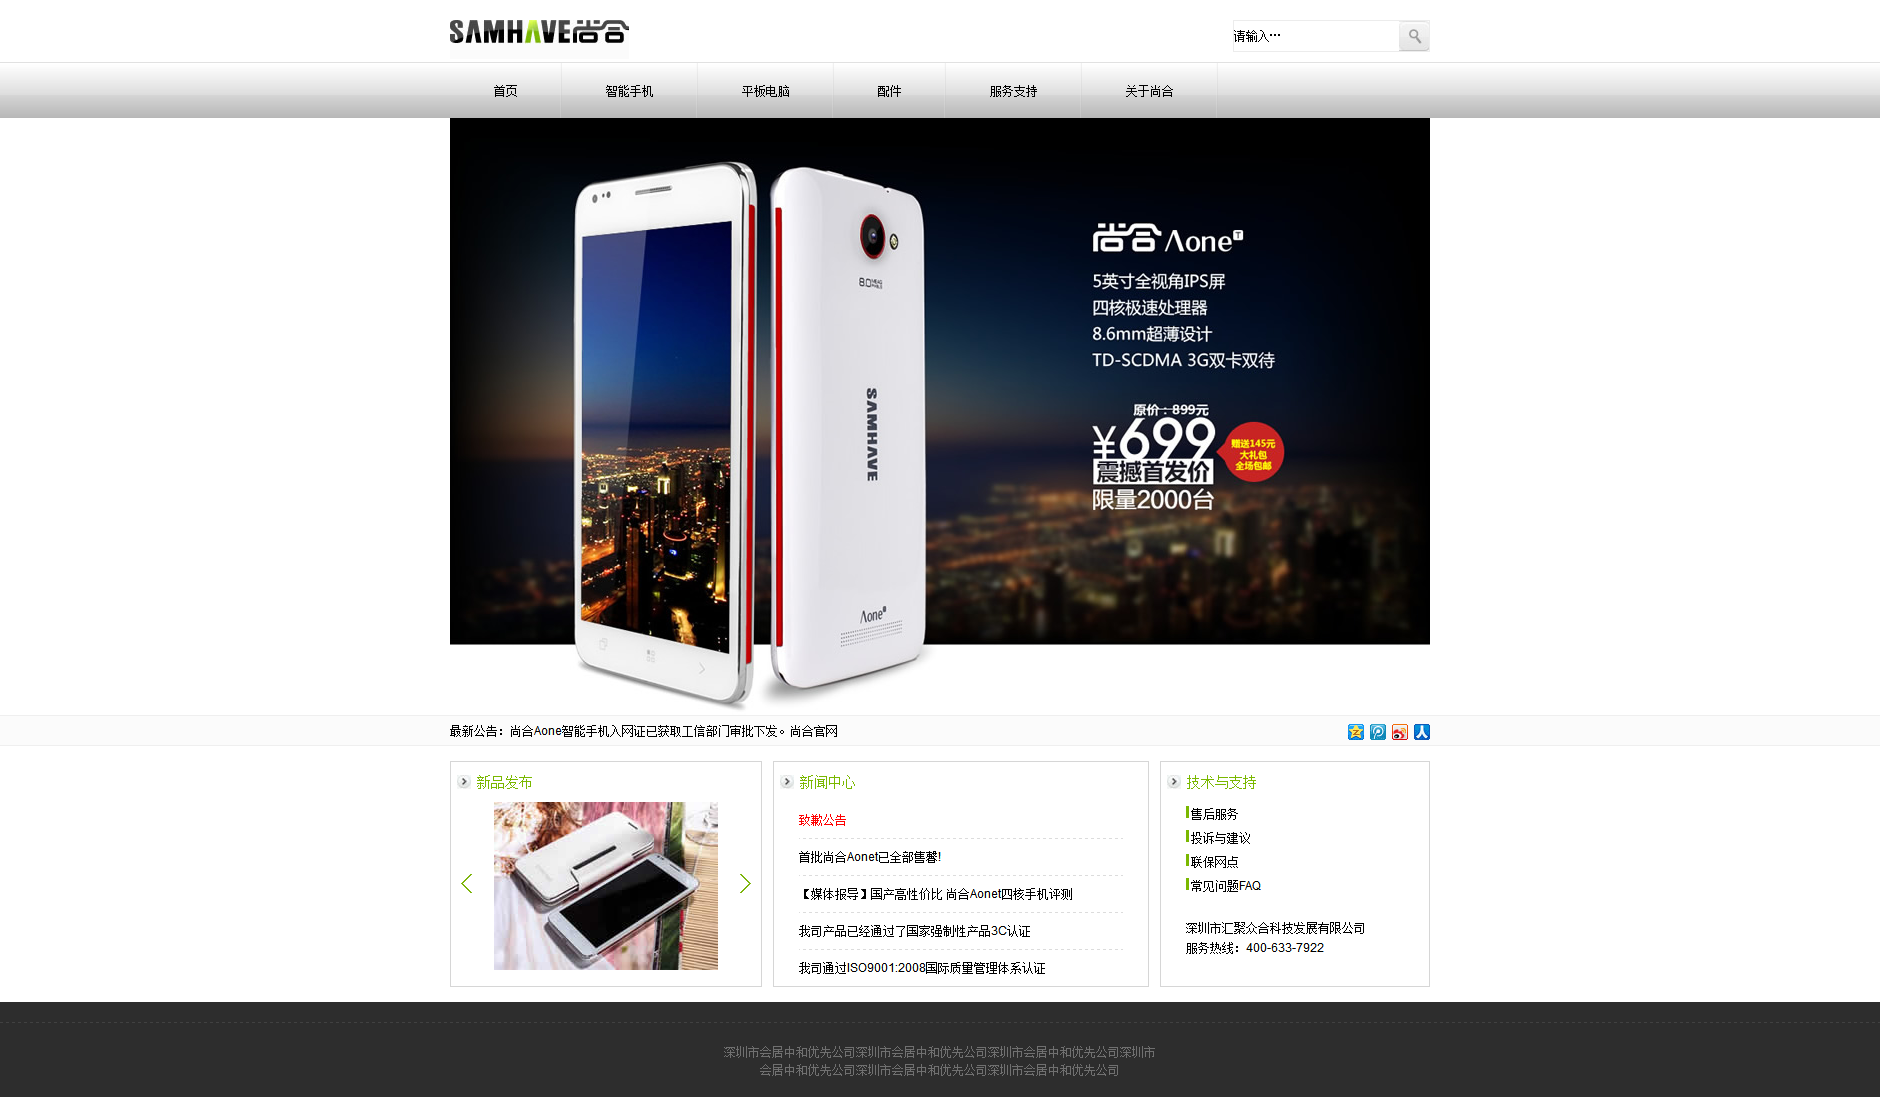 SAMHAVE尚合
请输入···
首页
智能手机
平板电脑
配件
服务支持
关于尚合
尚合 Aone T
5英寸全视角IPS屏
四核极速处理器
8.6mm超薄设计
TD-SCDMA 3G双卡双待
原价：899元
¥699
震撼首发价
限量2000台
赠送145元
大礼包
全场包邮
8.0 MEGA PIXELS
SAMHAVE
Aone
最新公告：尚合Aone智能手机入网证已获取工信部门审批下发。尚合官网
新品发布
新闻中心
致歉公告
首批尚合Aonet已全部售馨!
【媒体报导】国产高性价比 尚合Aonet四核手机评测
我司产品已经通过了国家强制性产品3C认证
我司通过ISO9001:2008国际质量管理体系认证
技术与支持
售后服务
投诉与建议
联保网点
常见问题FAQ
深圳市汇聚众合科技发展有限公司
服务热线：400-633-7922
深圳市会居中和优先公司深圳市会居中和优先公司深圳市会居中和优先公司深圳市
会居中和优先公司深圳市会居中和优先公司深圳市会居中和优先公司